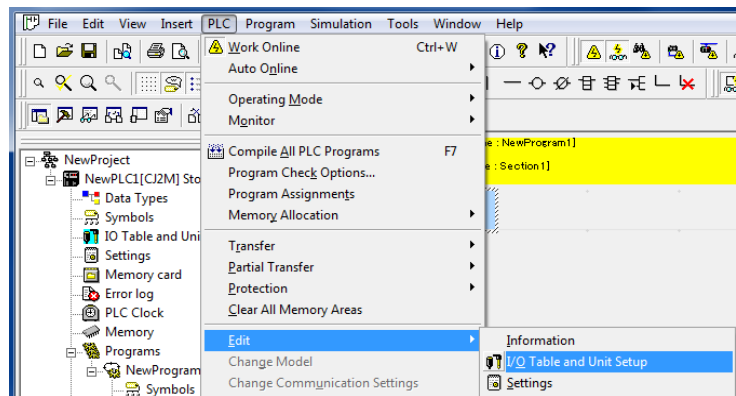 File Edit View Insert PLC Program Simulation Tools Window Help
Work Online Ctrl+W
Auto Online
Operating Mode
Monitor
Compile All PLC Programs F7
Program Check Options...
Program Assignments
Memory Allocation
Transfer
Partial Transfer
Protection
Clear All Memory Areas
Edit
Change Model
Change Communication Settings
Information
I/O Table and Unit Setup
Settings
e : NewProgram1]
e : Section1]
NewProject
NewPLC1[CJ2M] Sto
Data Types
Symbols
IO Table and Uni
Settings
Memory card
Error log
PLC Clock
Memory
Programs
NewProgram
Symbols